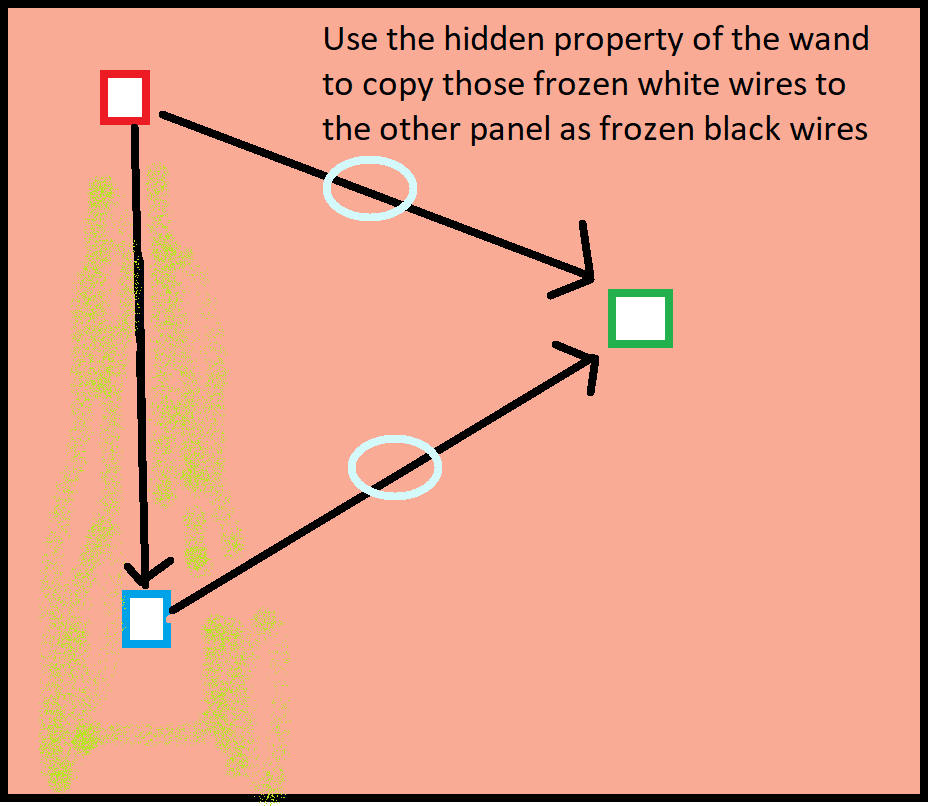 Use the hidden property of the wand
to copy those frozen white wires to
the other panel as frozen black wires